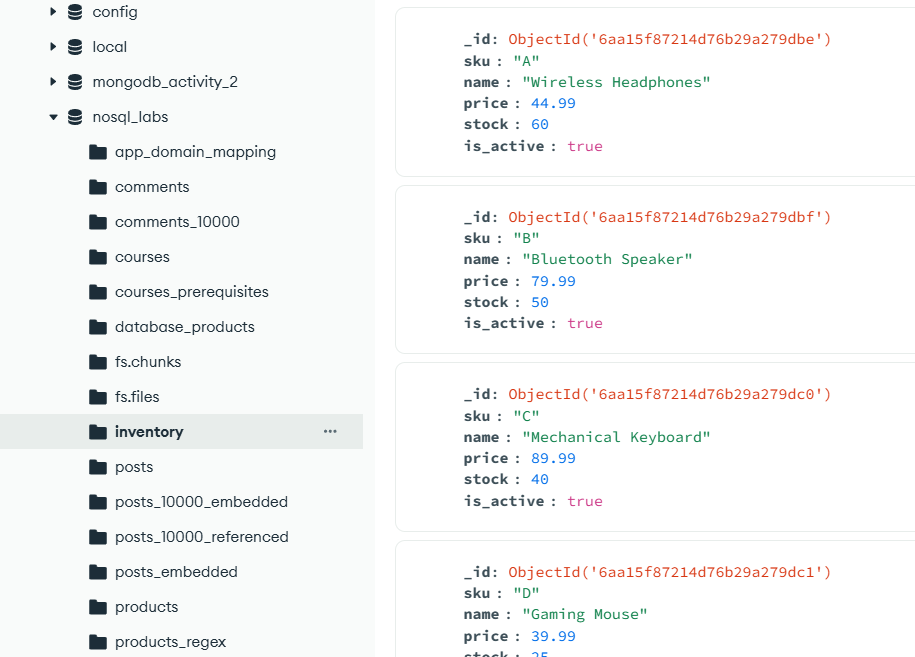 config
local
mongodb_activity_2
nosql_labs
app_domain_mapping
comments
comments_10000
courses
courses_prerequisites
database_products
fs.chunks
fs.files
inventory
posts
posts_10000_embedded
posts_10000_referenced
posts_embedded
products
products_regex
_id: ObjectId('6aa15f87214d76b29a279dbe')
sku : "A"
name : "Wireless Headphones"
price : 44.99
stock : 60
is_active : true
_id: ObjectId('6aa15f87214d76b29a279dbf')
sku : "B"
name : "Bluetooth Speaker"
price : 79.99
stock : 50
is_active : true
_id: ObjectId('6aa15f87214d76b29a279dc0')
sku : "C"
name : "Mechanical Keyboard"
price : 89.99
stock : 40
is_active : true
_id: ObjectId('6aa15f87214d76b29a279dc1')
sku : "D"
name : "Gaming Mouse"
price : 39.99
stock : 25